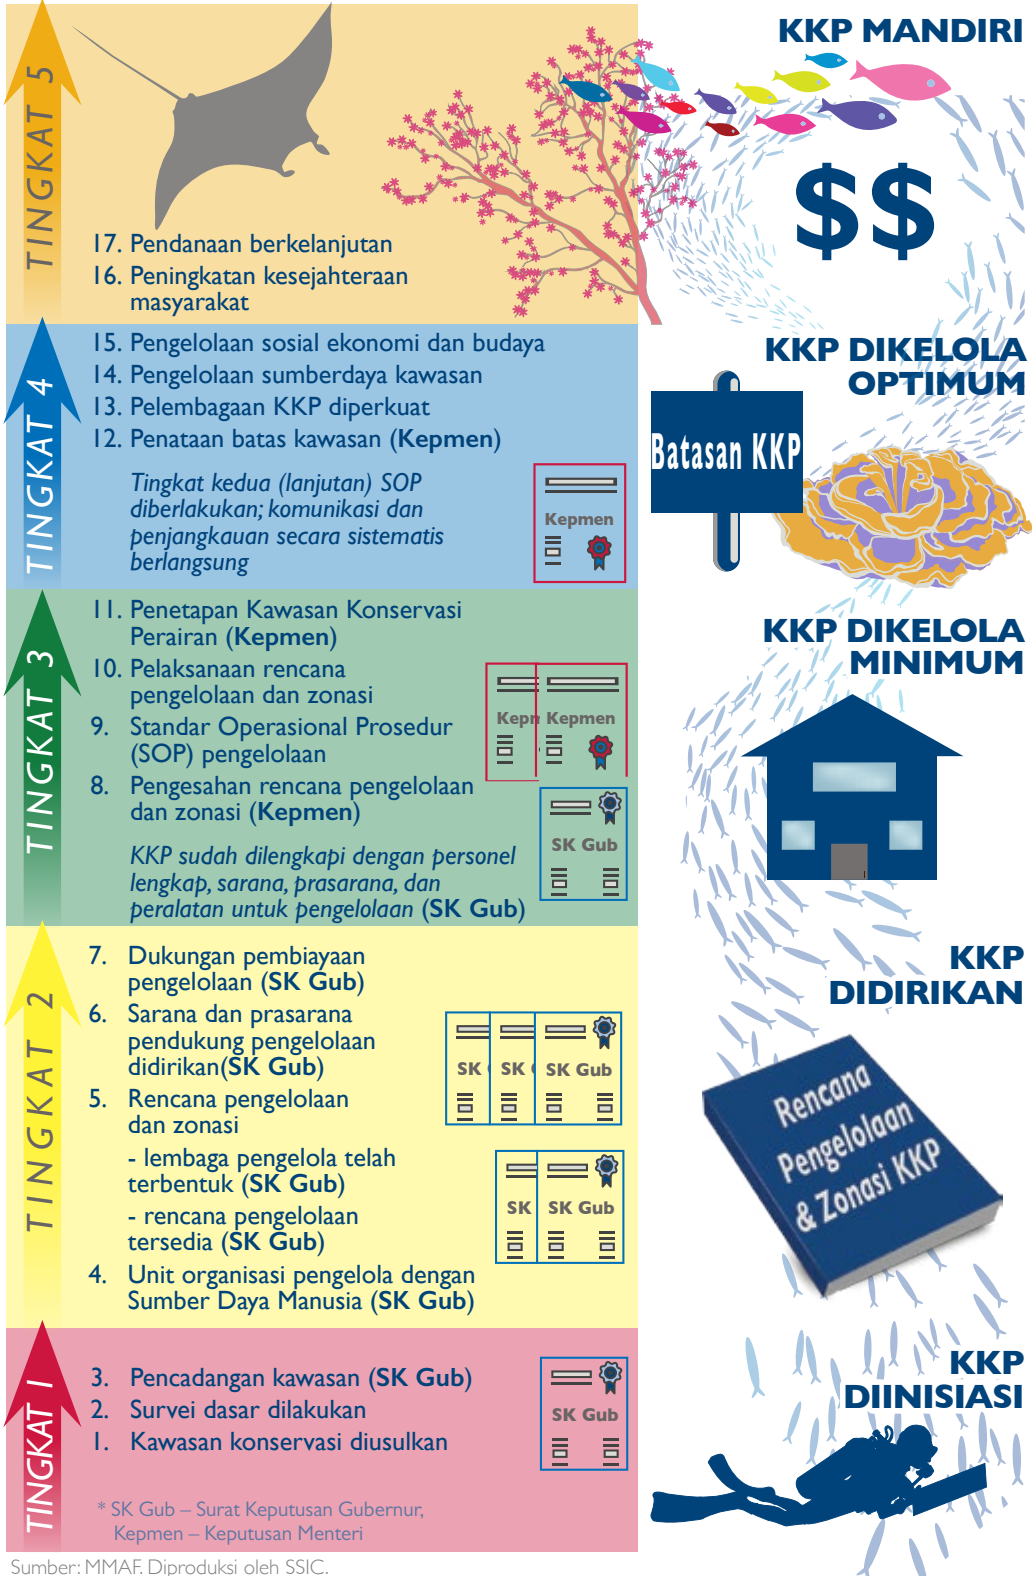 TINGKAT 5
KKP MANDIRI
$$
17. Pendanaan berkelanjutan
16. Peningkatan kesejahteraan
masyarakat
TINGKAT 4
KKP DIKELOLA
OPTIMUM
15. Pengelolaan sosial ekonomi dan budaya
14. Pengelolaan sumberdaya kawasan
13. Pelembagaan KKP diperkuat
12. Penataan batas kawasan (Kepmen)
Tingkat kedua (lanjutan) SOP
diberlakukan; komunikasi dan
penjangkauan secara sistematis
berlangsung
Kepmen
Batasan KKP
TINGKAT 3
KKP DIKELOLA
MINIMUM
11. Penetapan Kawasan Konservasi
Perairan (Kepmen)
10. Pelaksanaan rencana
pengelolaan dan zonasi
9. Standar Operasional Prosedur
(SOP) pengelolaan
8. Pengesahan rencana pengelolaan
dan zonasi (Kepmen)
KKP sudah dilengkapi dengan personel
lengkap, sarana, prasarana, dan
peralatan untuk pengelolaan (SK Gub)
Kepm Kepmen
SK Gub
TINGKAT 2
KKP
DIDIRIKAN
7. Dukungan pembiayaan
pengelolaan (SK Gub)
6. Sarana dan prasarana
pendukung pengelolaan
didirikan(SK Gub)
5. Rencana pengelolaan
dan zonasi
- lembaga pengelola telah
terbentuk (SK Gub)
- rencana pengelolaan
tersedia (SK Gub)
4. Unit organisasi pengelola dengan
Sumber Daya Manusia (SK Gub)
SK SK SK Gub
SK SK Gub
Rencana
Pengelolaan
& Zonasi KKP
TINGKAT 1
KKP
DIINISIASI
3. Pencadangan kawasan (SK Gub)
2. Survei dasar dilakukan
1. Kawasan konservasi diusulkan
SK Gub
* SK Gub – Surat Keputusan Gubernur,
Kepmen – Keputusan Menteri
Sumber: MMAF. Diproduksi oleh SSIC.